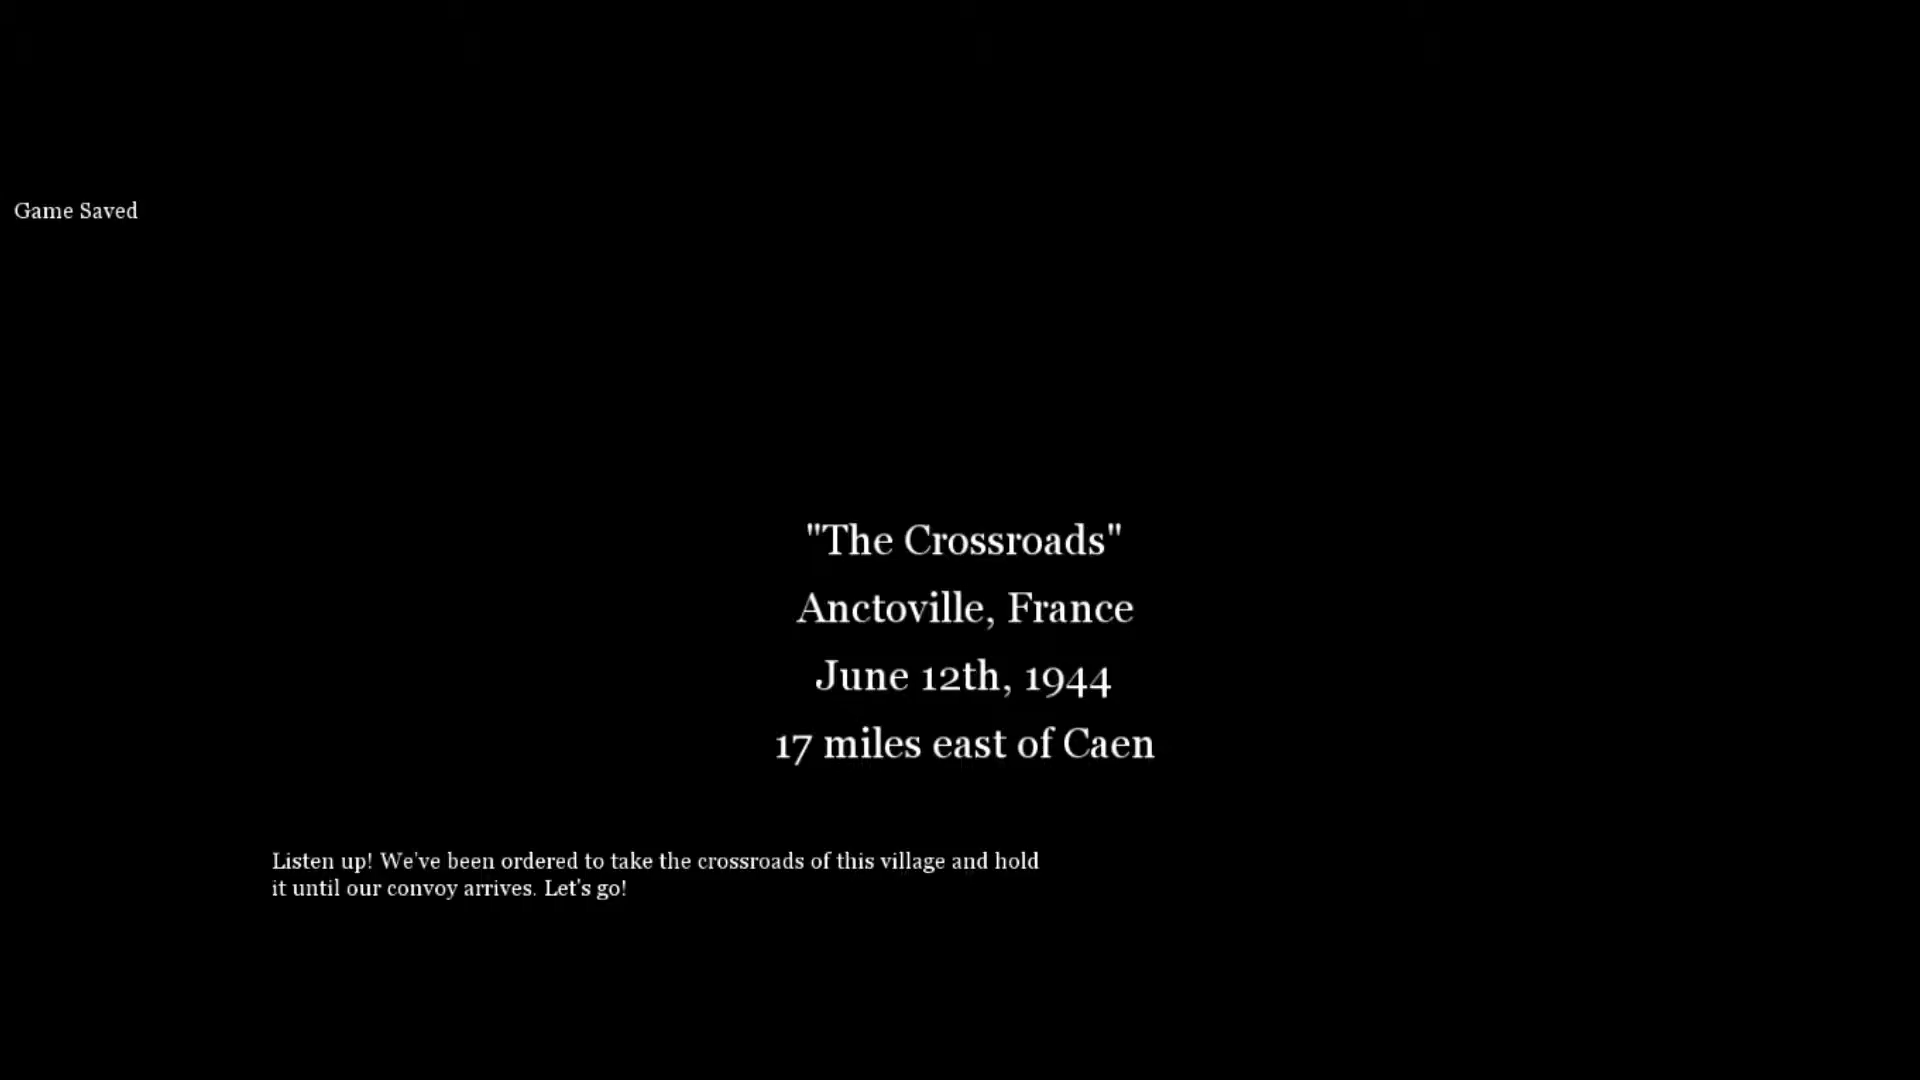 Game Saved
"The Crossroads"
Anctoville, France
June 12th, 1944
17 miles east of Caen
Listen up! We've been ordered to take the crossroads of this village and hold
it until our convoy arrives. Let's go!